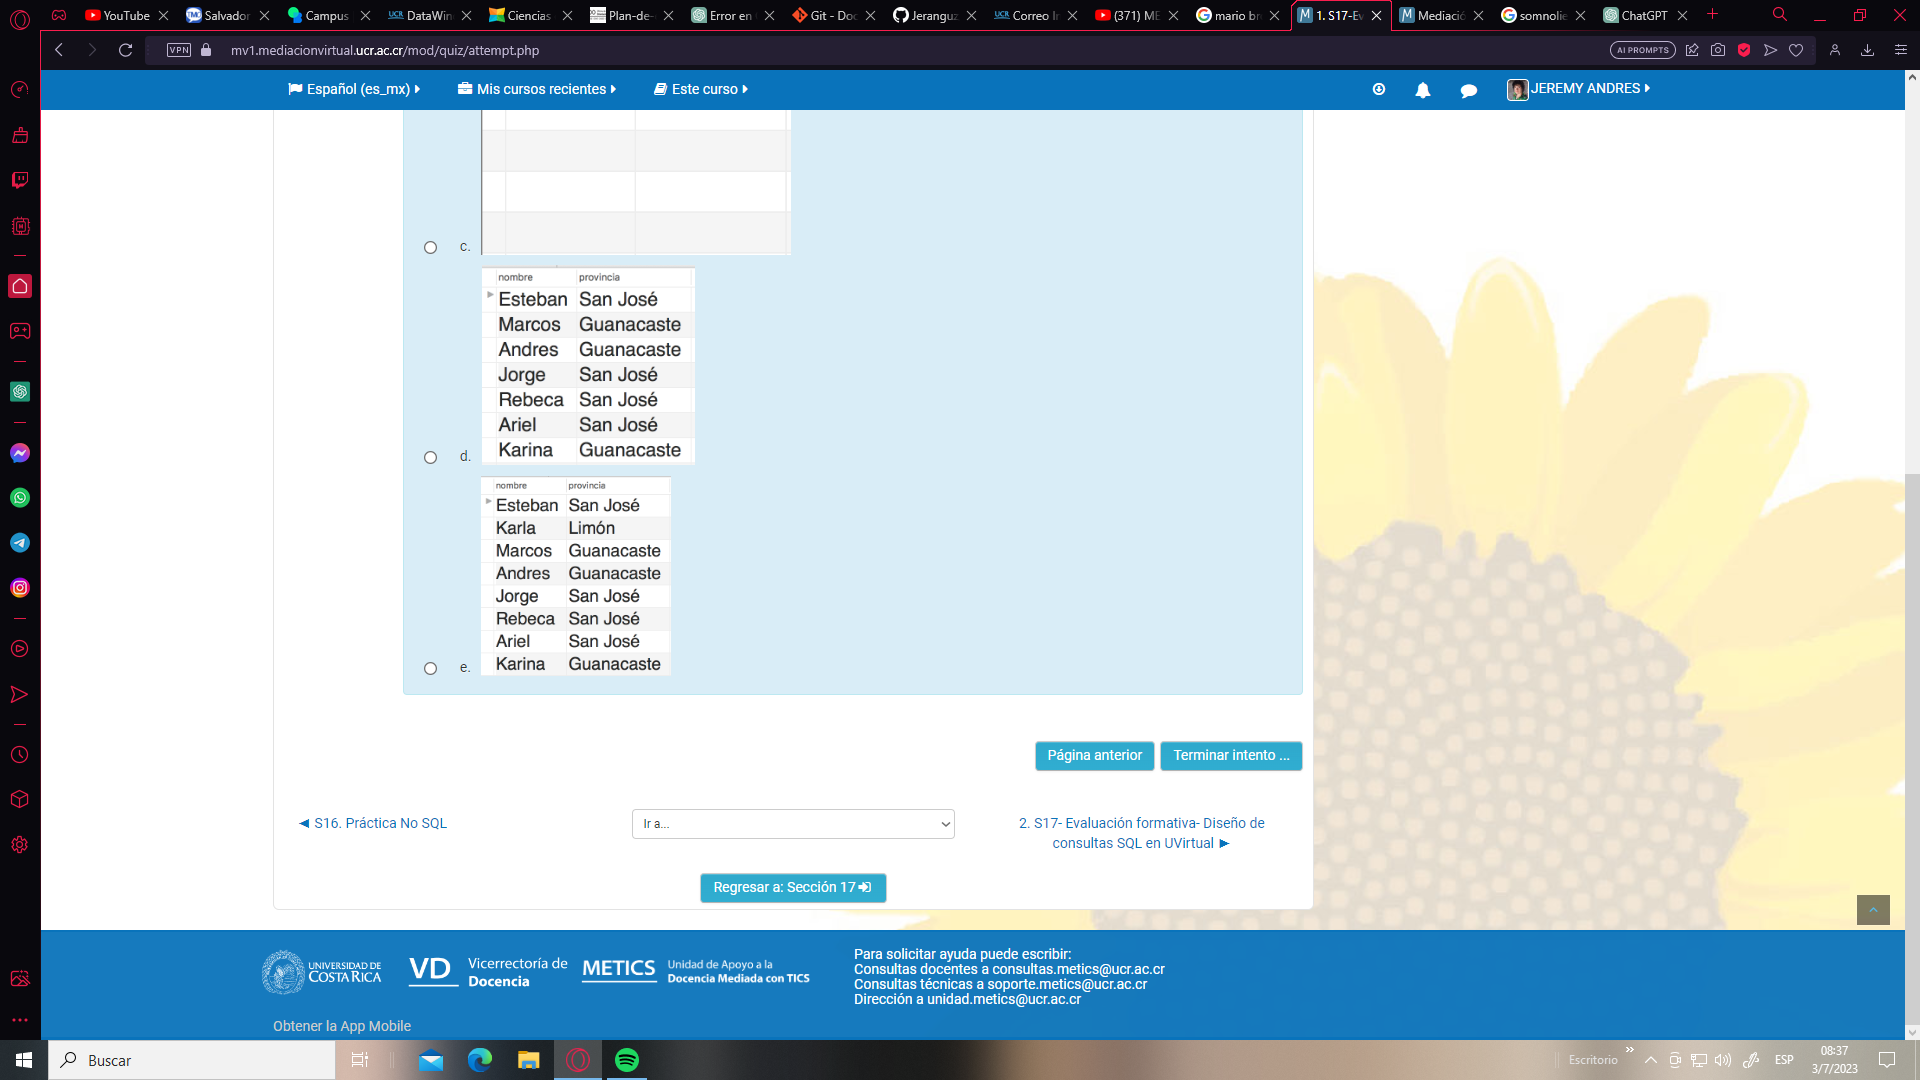 YouTube
Salvador
Campus
UCR DataWin
Ciencias
Plan-de-
Error en
Git - Doc
Jeranguz
UCR Correo In
(371) ME
mario br
1. S17-Ev
Mediació
somnolie
ChatGPT
VPN
mv1.mediacionvirtual.ucr.ac.cr/mod/quiz/attempt.php
AI PROMPTS
Español (es_mx)
Mis cursos recientes
Este curso
JEREMY ANDRES
c.
nombre provincia
Esteban San José
Marcos Guanacaste
Andres Guanacaste
Jorge San José
Rebeca San José
Ariel San José
Karina Guanacaste
d.
nombre provincia
Esteban San José
Karla Limón
Marcos Guanacaste
Andres Guanacaste
Jorge San José
Rebeca San José
Ariel San José
Karina Guanacaste
e.
Página anterior
Terminar intento ...
◄ S16. Práctica No SQL
Ir a...
2. S17- Evaluación formativa- Diseño de
consultas SQL en UVirtual ►
Regresar a: Sección 17
UNIVERSIDAD DE
COSTA RICA
VD
Vicerrectoría de
Docencia
METICS
Unidad de Apoyo a la
Docencia Mediada con TICS
Para solicitar ayuda puede escribir:
Consultas docentes a consultas.metics@ucr.ac.cr
Consultas técnicas a soporte.metics@ucr.ac.cr
Dirección a unidad.metics@ucr.ac.cr
Obtener la App Mobile
Buscar
Escritorio
ESP
08:37
3/7/2023